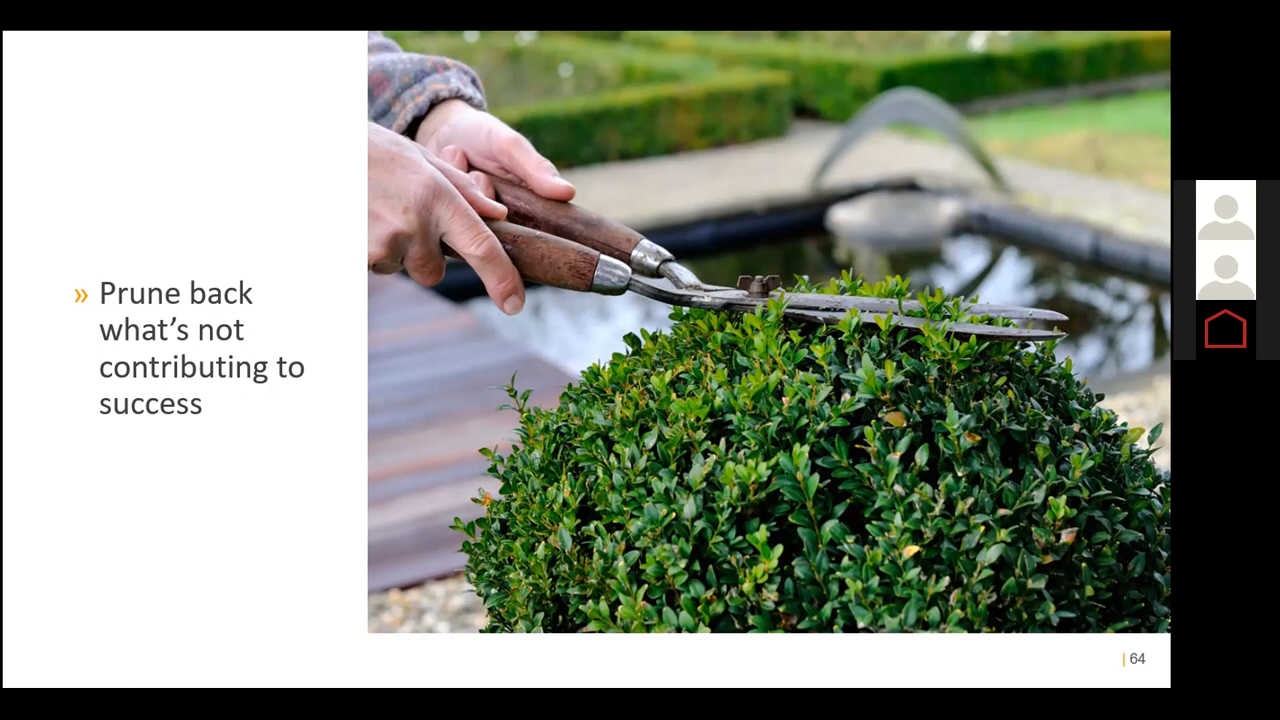 » Prune back
what’s not
contributing to
success
| 64